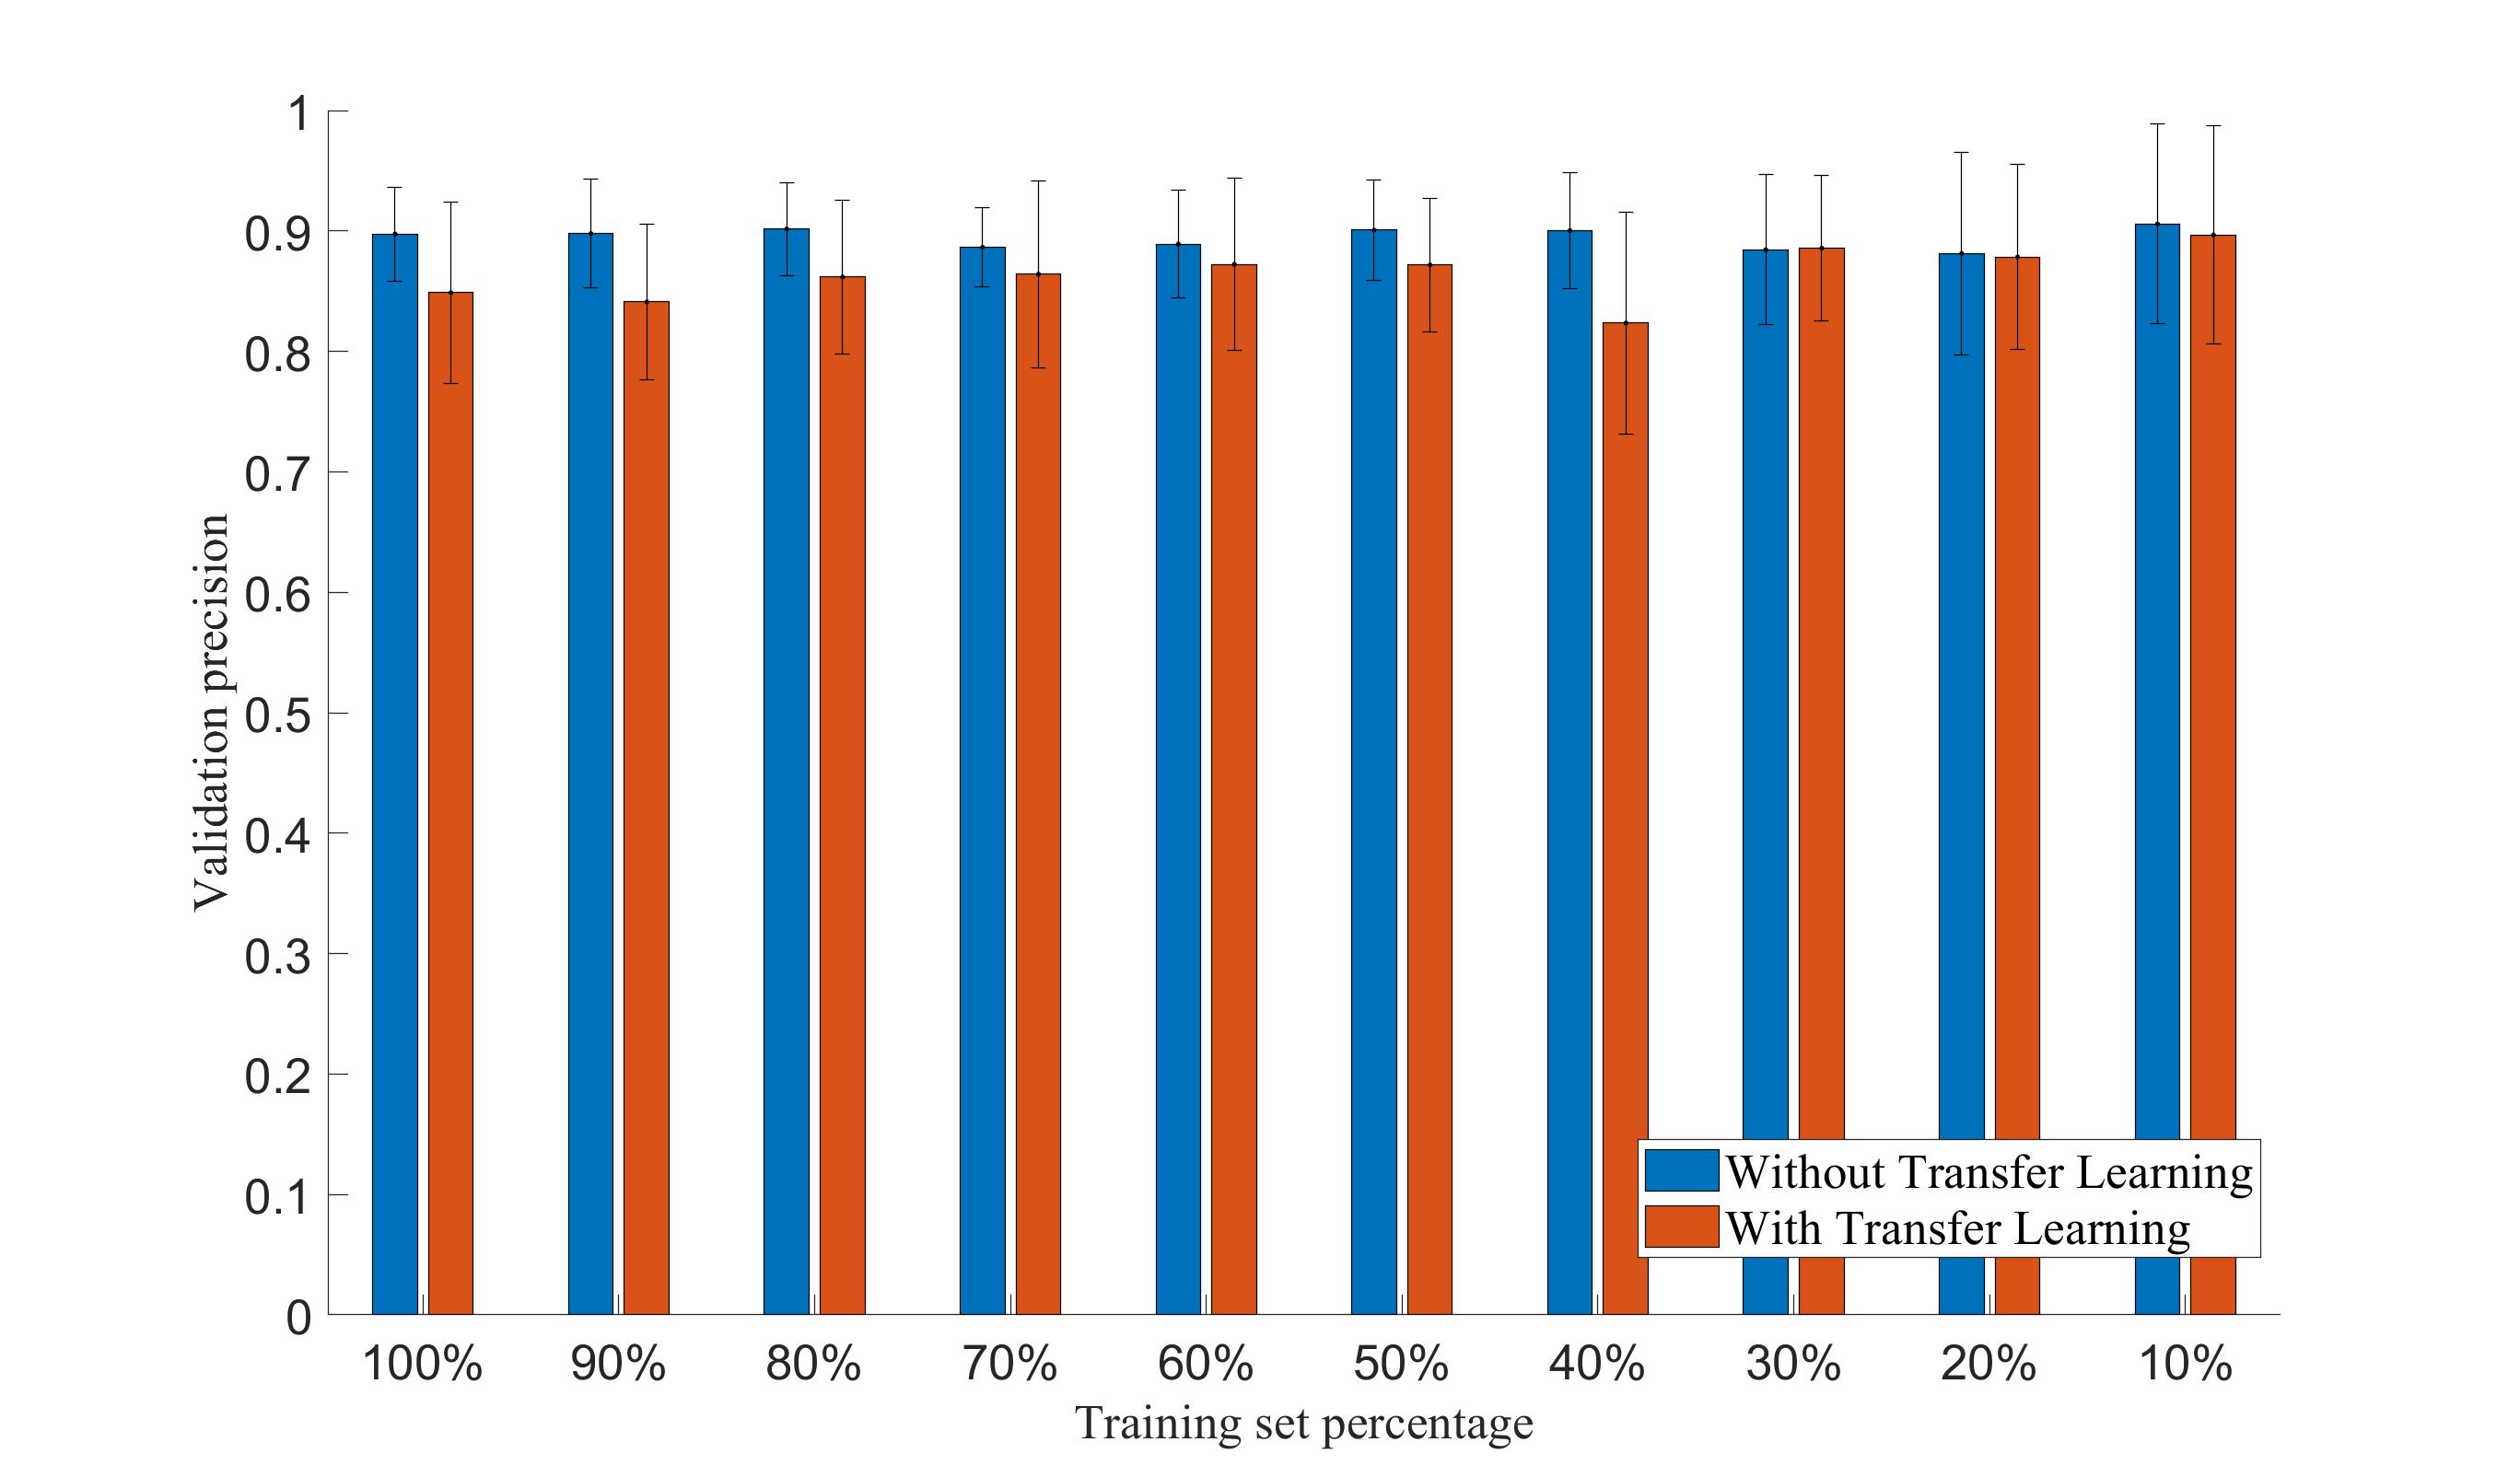 1
0.9
0.8
0.7
0.6
0.5
0.4
0.3
0.2
0.1
0
Validation precision
Without Transfer Learning
With Transfer Learning
100% 90% 80% 70% 60% 50% 40% 30% 20% 10%
Training set percentage